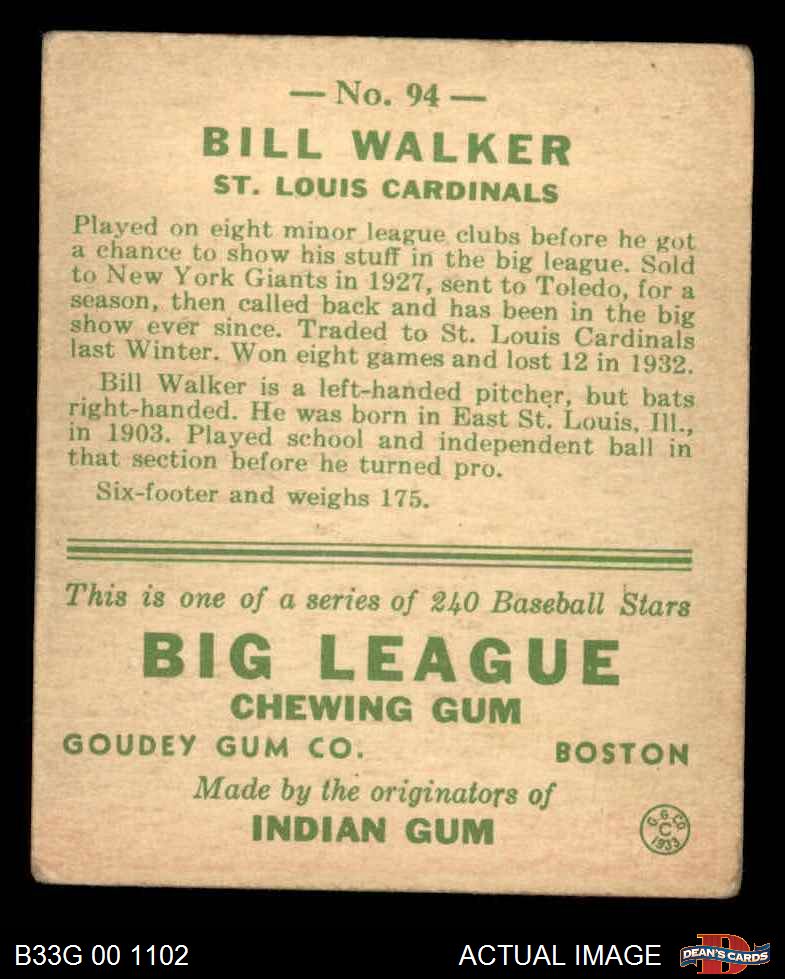 — No. 94 —
BILL WALKER
ST. LOUIS CARDINALS
Played on eight minor league clubs before he got
a chance to show his stuff in the big league. Sold
to New York Giants in 1927, sent to Toledo, for a
season, then called back and has been in the big
show ever since. Traded to St. Louis Cardinals
last Winter. Won eight games and lost 12 in 1932.
Bill Walker is a left-handed pitcher, but bats
right-handed. He was born in East St. Louis, Ill.,
in 1903. Played school and independent ball in
that section before he turned pro.
Six-footer and weighs 175.
This is one of a series of 240 Baseball Stars
BIG LEAGUE
CHEWING GUM
GOUDEY GUM CO. BOSTON
Made by the originators of
INDIAN GUM
G. G. CO
C
1933
B33G 00 1102 ACTUAL IMAGE D DEAN'S CARDS